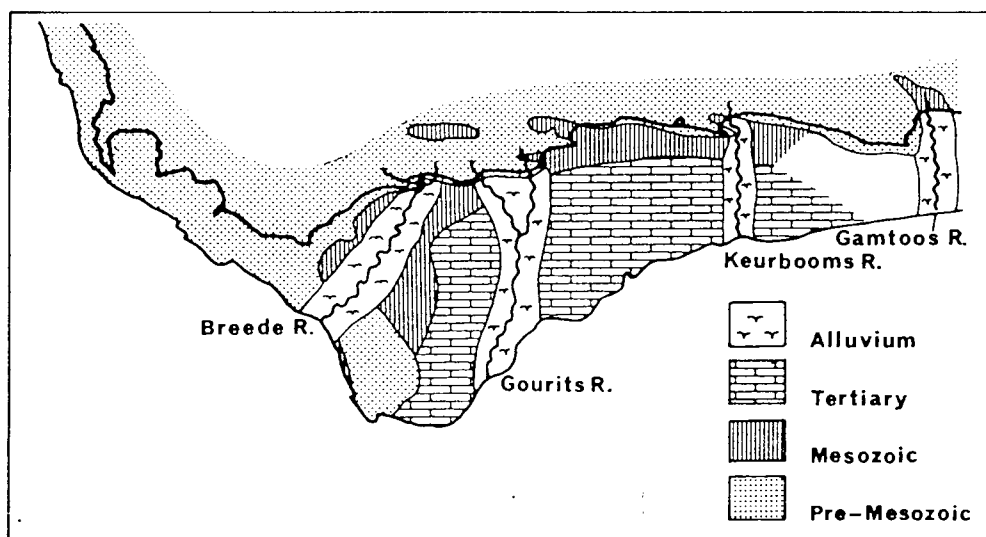 Gamtoos R.
Keurbooms R.
Breede R.
Gourits R.
Alluvium
Tertiary
Mesozoic
Pre-Mesozoic